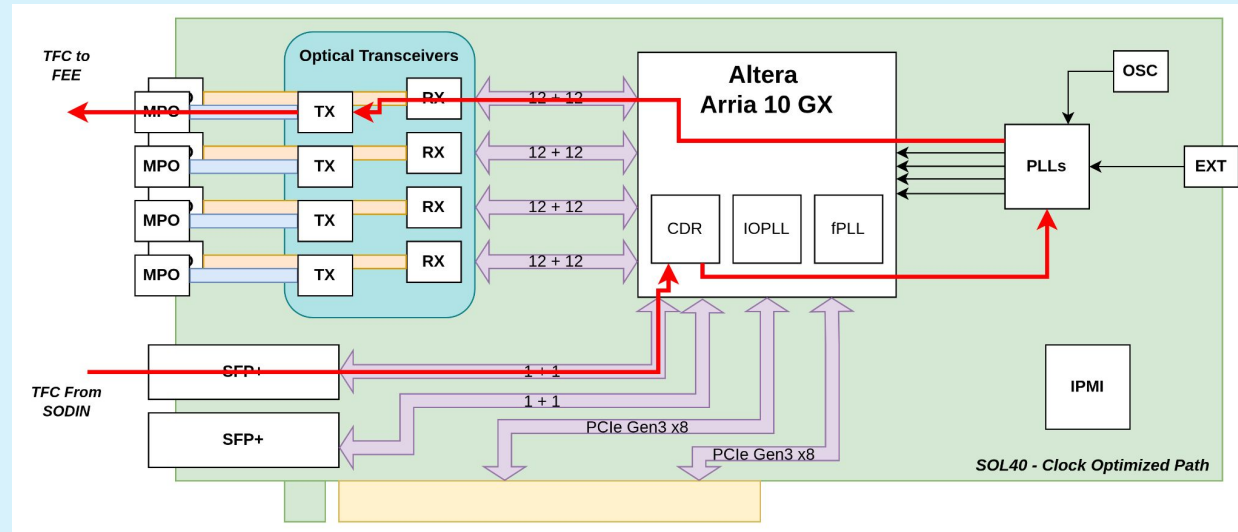 TFC to
FEE
Optical Transceivers
Altera
Arria 10 GX
OSC
MPO
TX
RX
12 + 12
PLLs
EXT
MPO
TX
RX
12 + 12
MPO
TX
RX
12 + 12
CDR
IOPLL
fPLL
MPO
TX
RX
12 + 12
TFC From
SODIN
SFP+
1 + 1
SFP+
1 + 1
PCIe Gen3 x8
PCIe Gen3 x8
IPMI
SOL40 - Clock Optimized Path